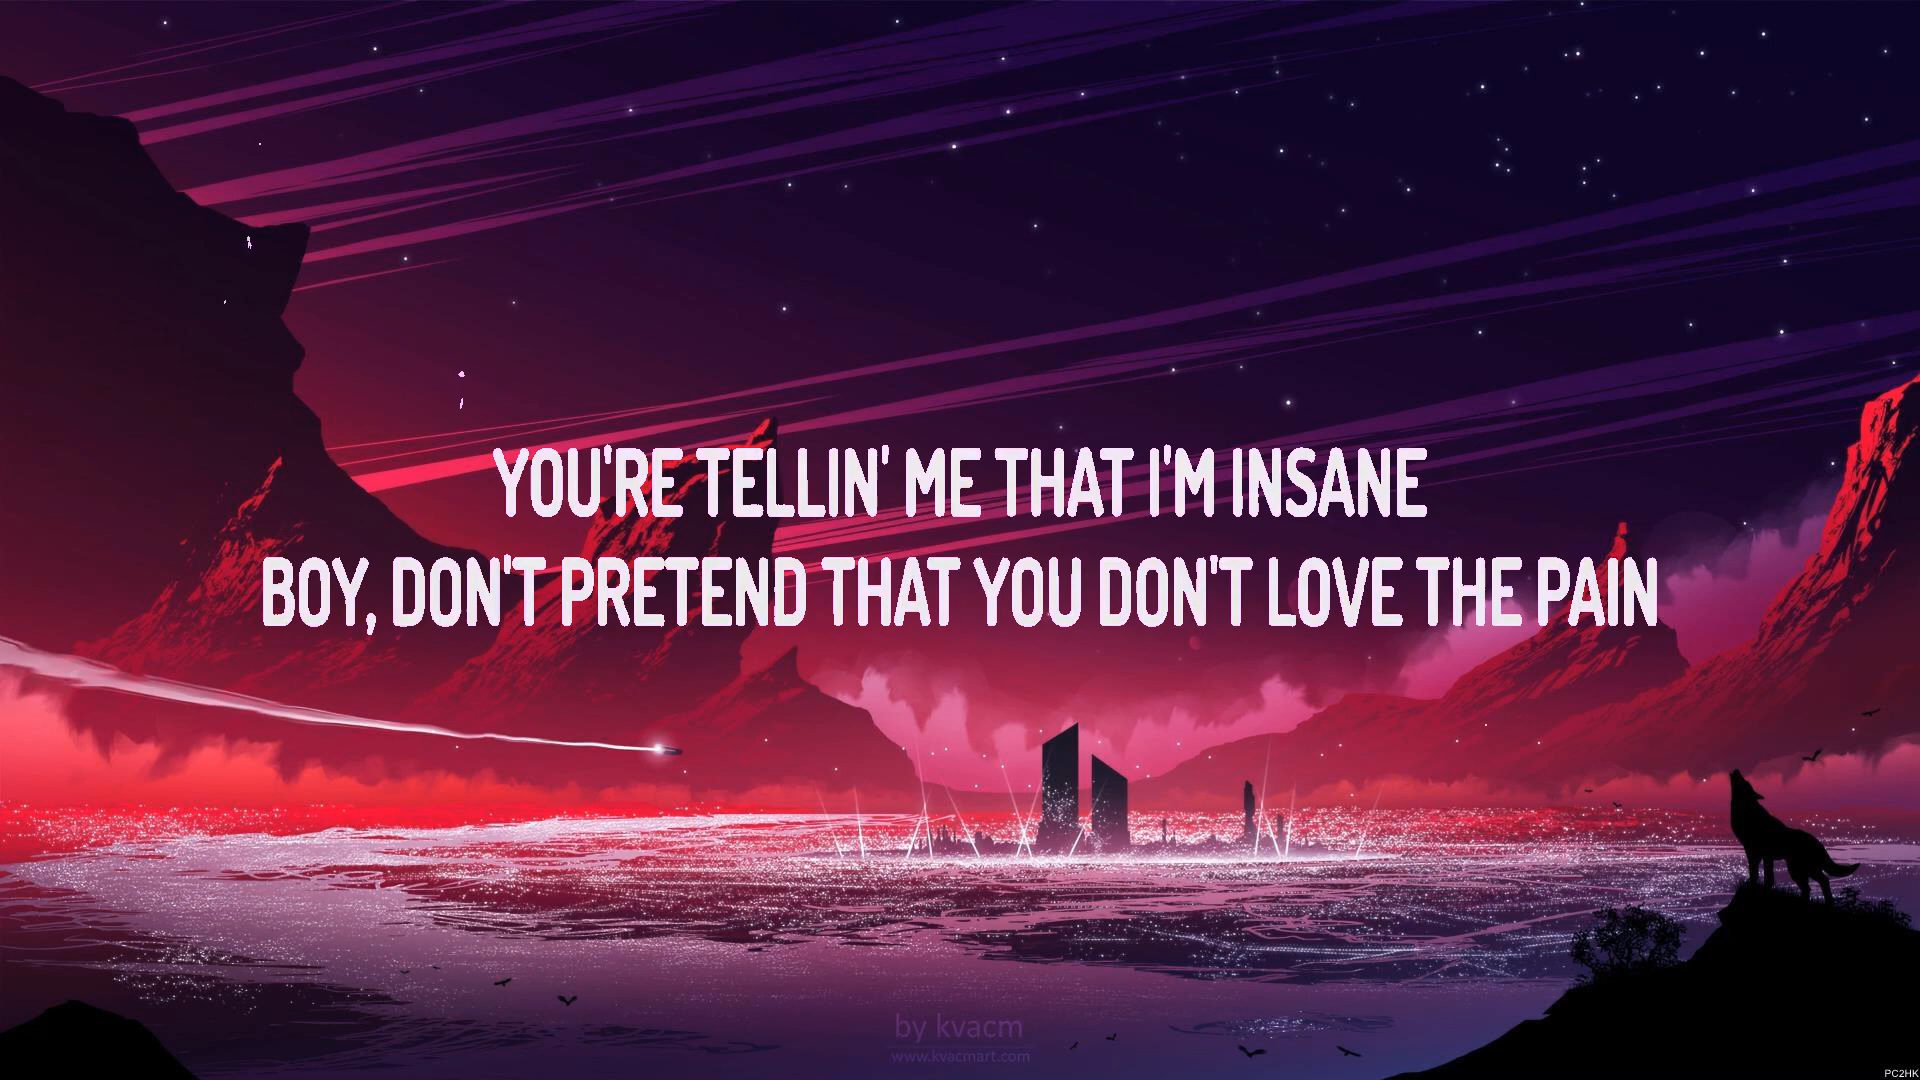 YOU'RE TELLIN' ME THAT I'M INSANE
BOY, DON'T PRETEND THAT YOU DON'T LOVE THE PAIN
by kvacm
www.kvacmart.com
PC2HK